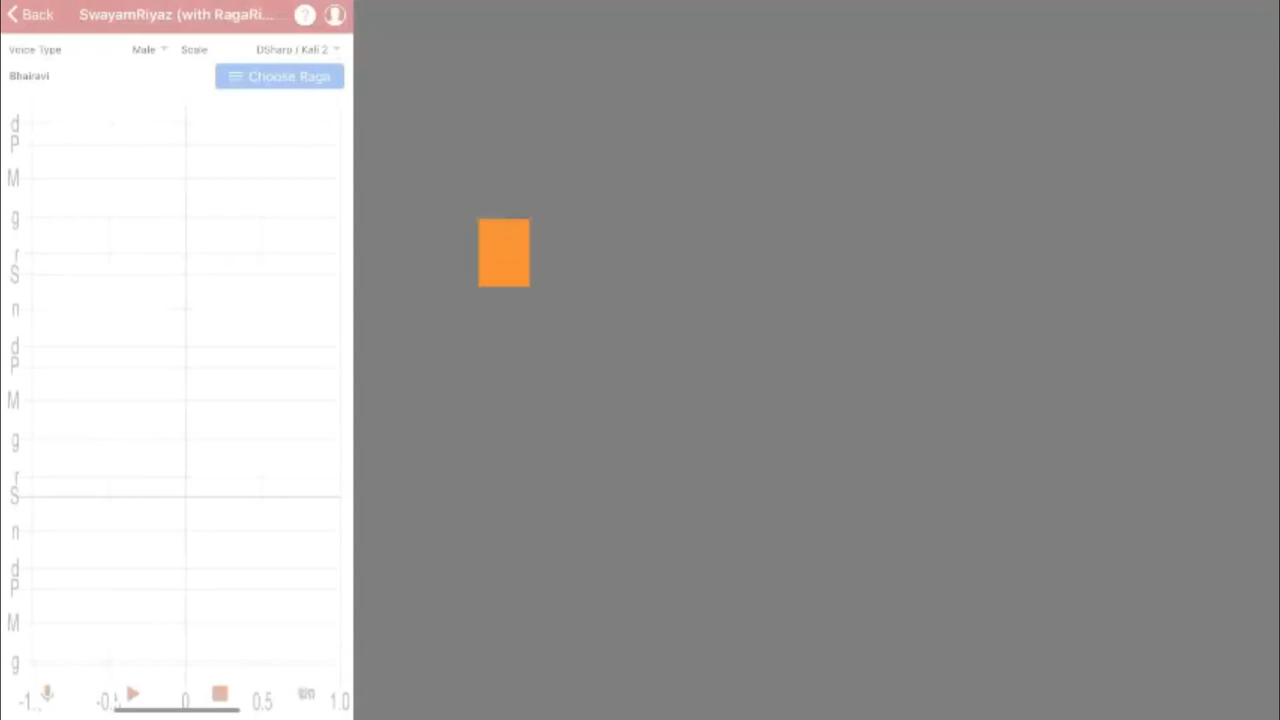 Back SwayamRiyaz (with RagaRi... ?
Voice Type Male Scale DSharp / Kali 2
Bhairavi Choose Raga
d
P
M
g
r
S
n
d
P
M
g
r
S
n
d
P
M
g
0 0.5 1.0